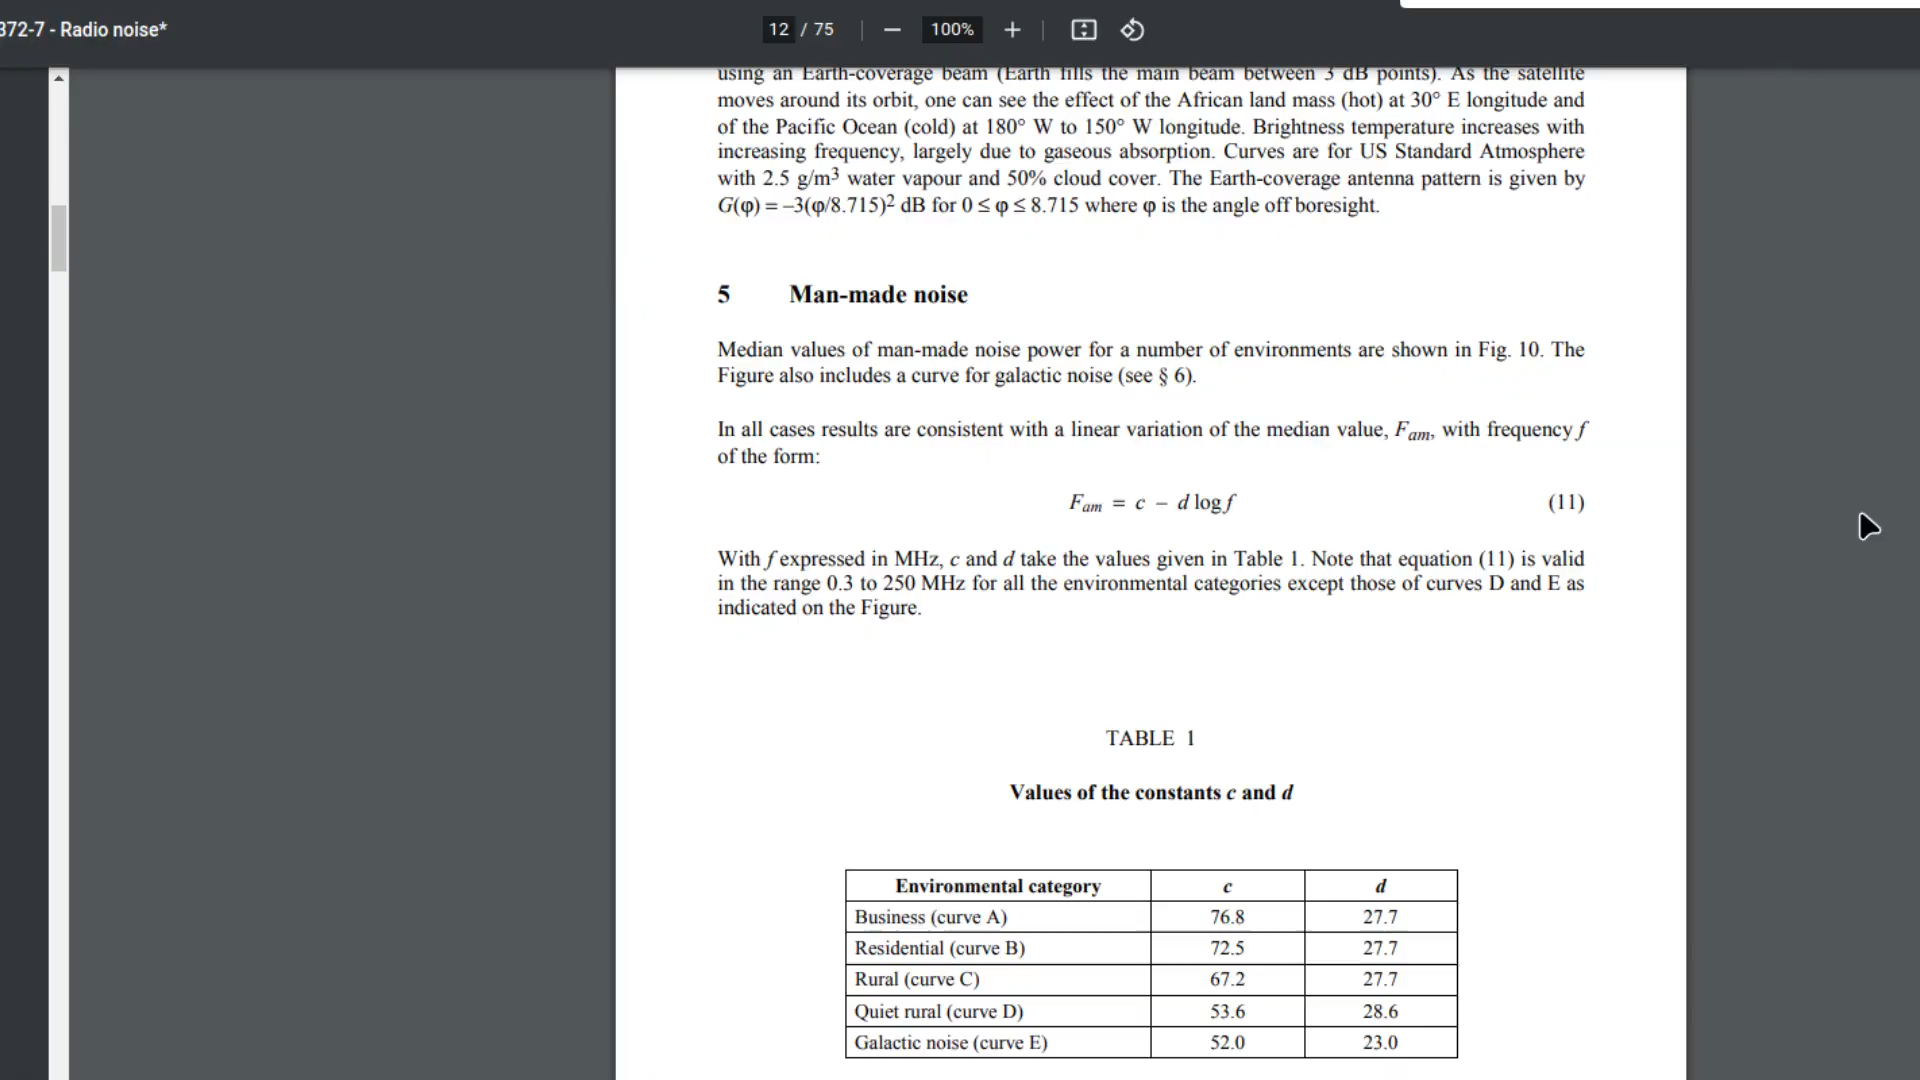 372-7 - Radio noise*
12 / 75
100%
using an Earth-coverage beam (Earth fills the main beam between 3 dB points). As the satellite
moves around its orbit, one can see the effect of the African land mass (hot) at 30° E longitude and
of the Pacific Ocean (cold) at 180° W to 150° W longitude. Brightness temperature increases with
increasing frequency, largely due to gaseous absorption. Curves are for US Standard Atmosphere
with 2.5 g/m³ water vapour and 50% cloud cover. The Earth-coverage antenna pattern is given by
G(φ) = –3(φ/8.715)² dB for 0 ≤ φ ≤ 8.715 where φ is the angle off boresight.
5 Man-made noise
Median values of man-made noise power for a number of environments are shown in Fig. 10. The
Figure also includes a curve for galactic noise (see § 6).
In all cases results are consistent with a linear variation of the median value, Fam, with frequency f
of the form:
Fam = c – d log f (11)
With f expressed in MHz, c and d take the values given in Table 1. Note that equation (11) is valid
in the range 0.3 to 250 MHz for all the environmental categories except those of curves D and E as
indicated on the Figure.
TABLE 1
Values of the constants c and d
Environmental category c d
Business (curve A) 76.8 27.7
Residential (curve B) 72.5 27.7
Rural (curve C) 67.2 27.7
Quiet rural (curve D) 53.6 28.6
Galactic noise (curve E) 52.0 23.0